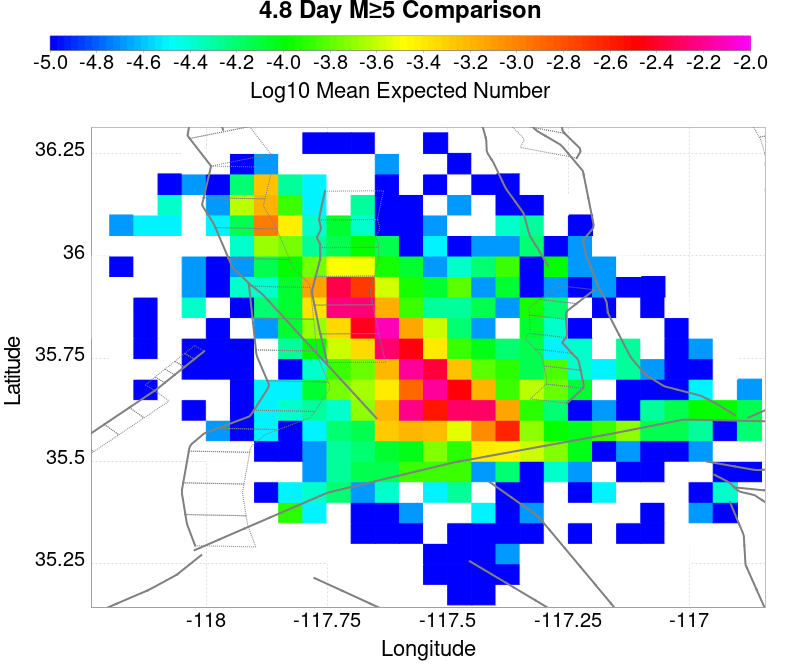 4.8 Day M≥5 Comparison
-5.0 -4.8 -4.6 -4.4 -4.2 -4.0 -3.8 -3.6 -3.4 -3.2 -3.0 -2.8 -2.6 -2.4 -2.2 -2.0
Log10 Mean Expected Number
36.25
36
35.75
35.5
35.25
Latitude
-118 -117.75 -117.5 -117.25 -117
Longitude